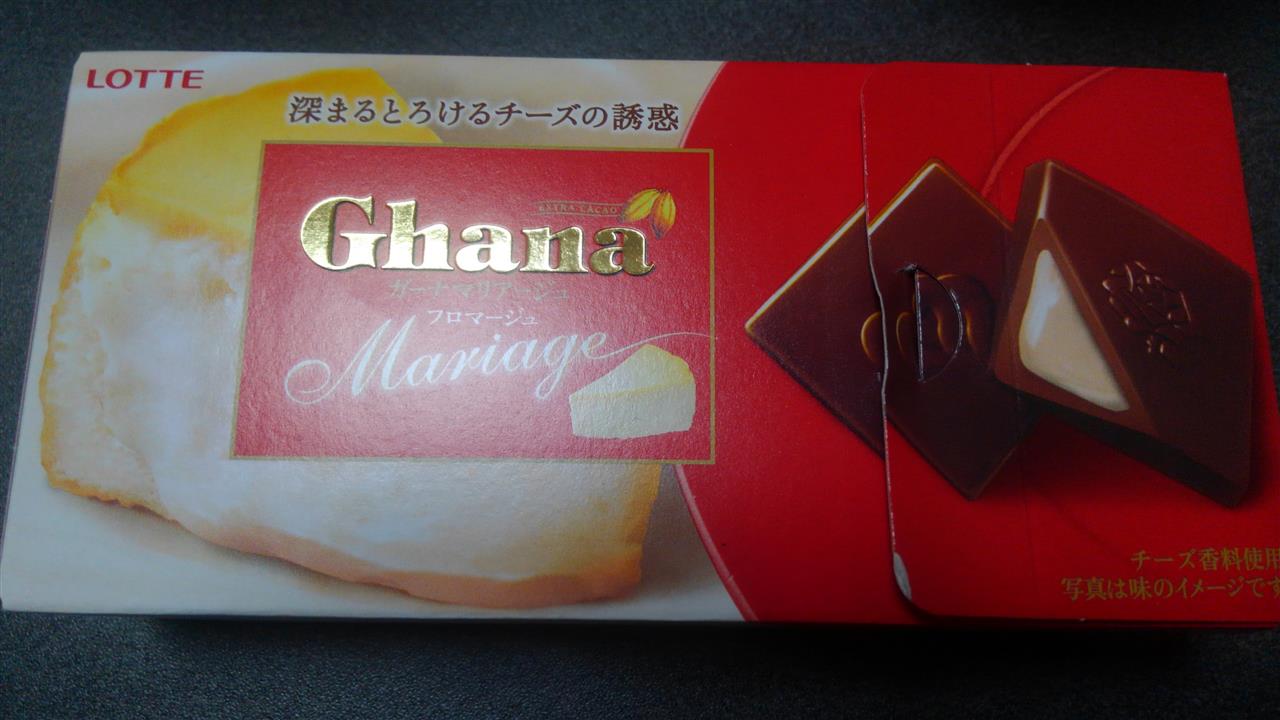 LOTTE
深まるとろけるチーズの誘惑
EXTRA CACAO
Ghana
ガーナマリアージュ
フロマージュ
Mariage
チーズ香料使用
写真は味のイメージです